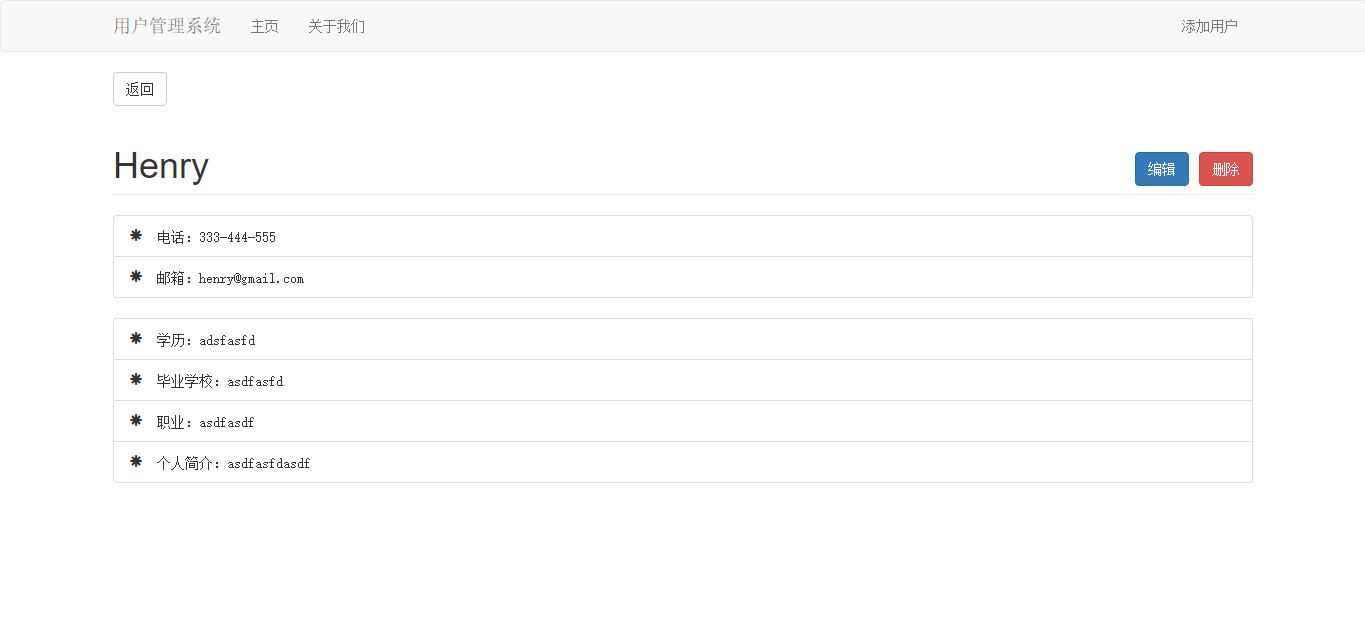 用户管理系统 主页 关于我们 添加用户
返回
Henry 编辑 删除
电话：333-444-555
邮箱：henry@gmail.com
学历：adsfasfd
毕业学校：asdfasfd
职业：asdfasdf
个人简介：asdfasfdasdf